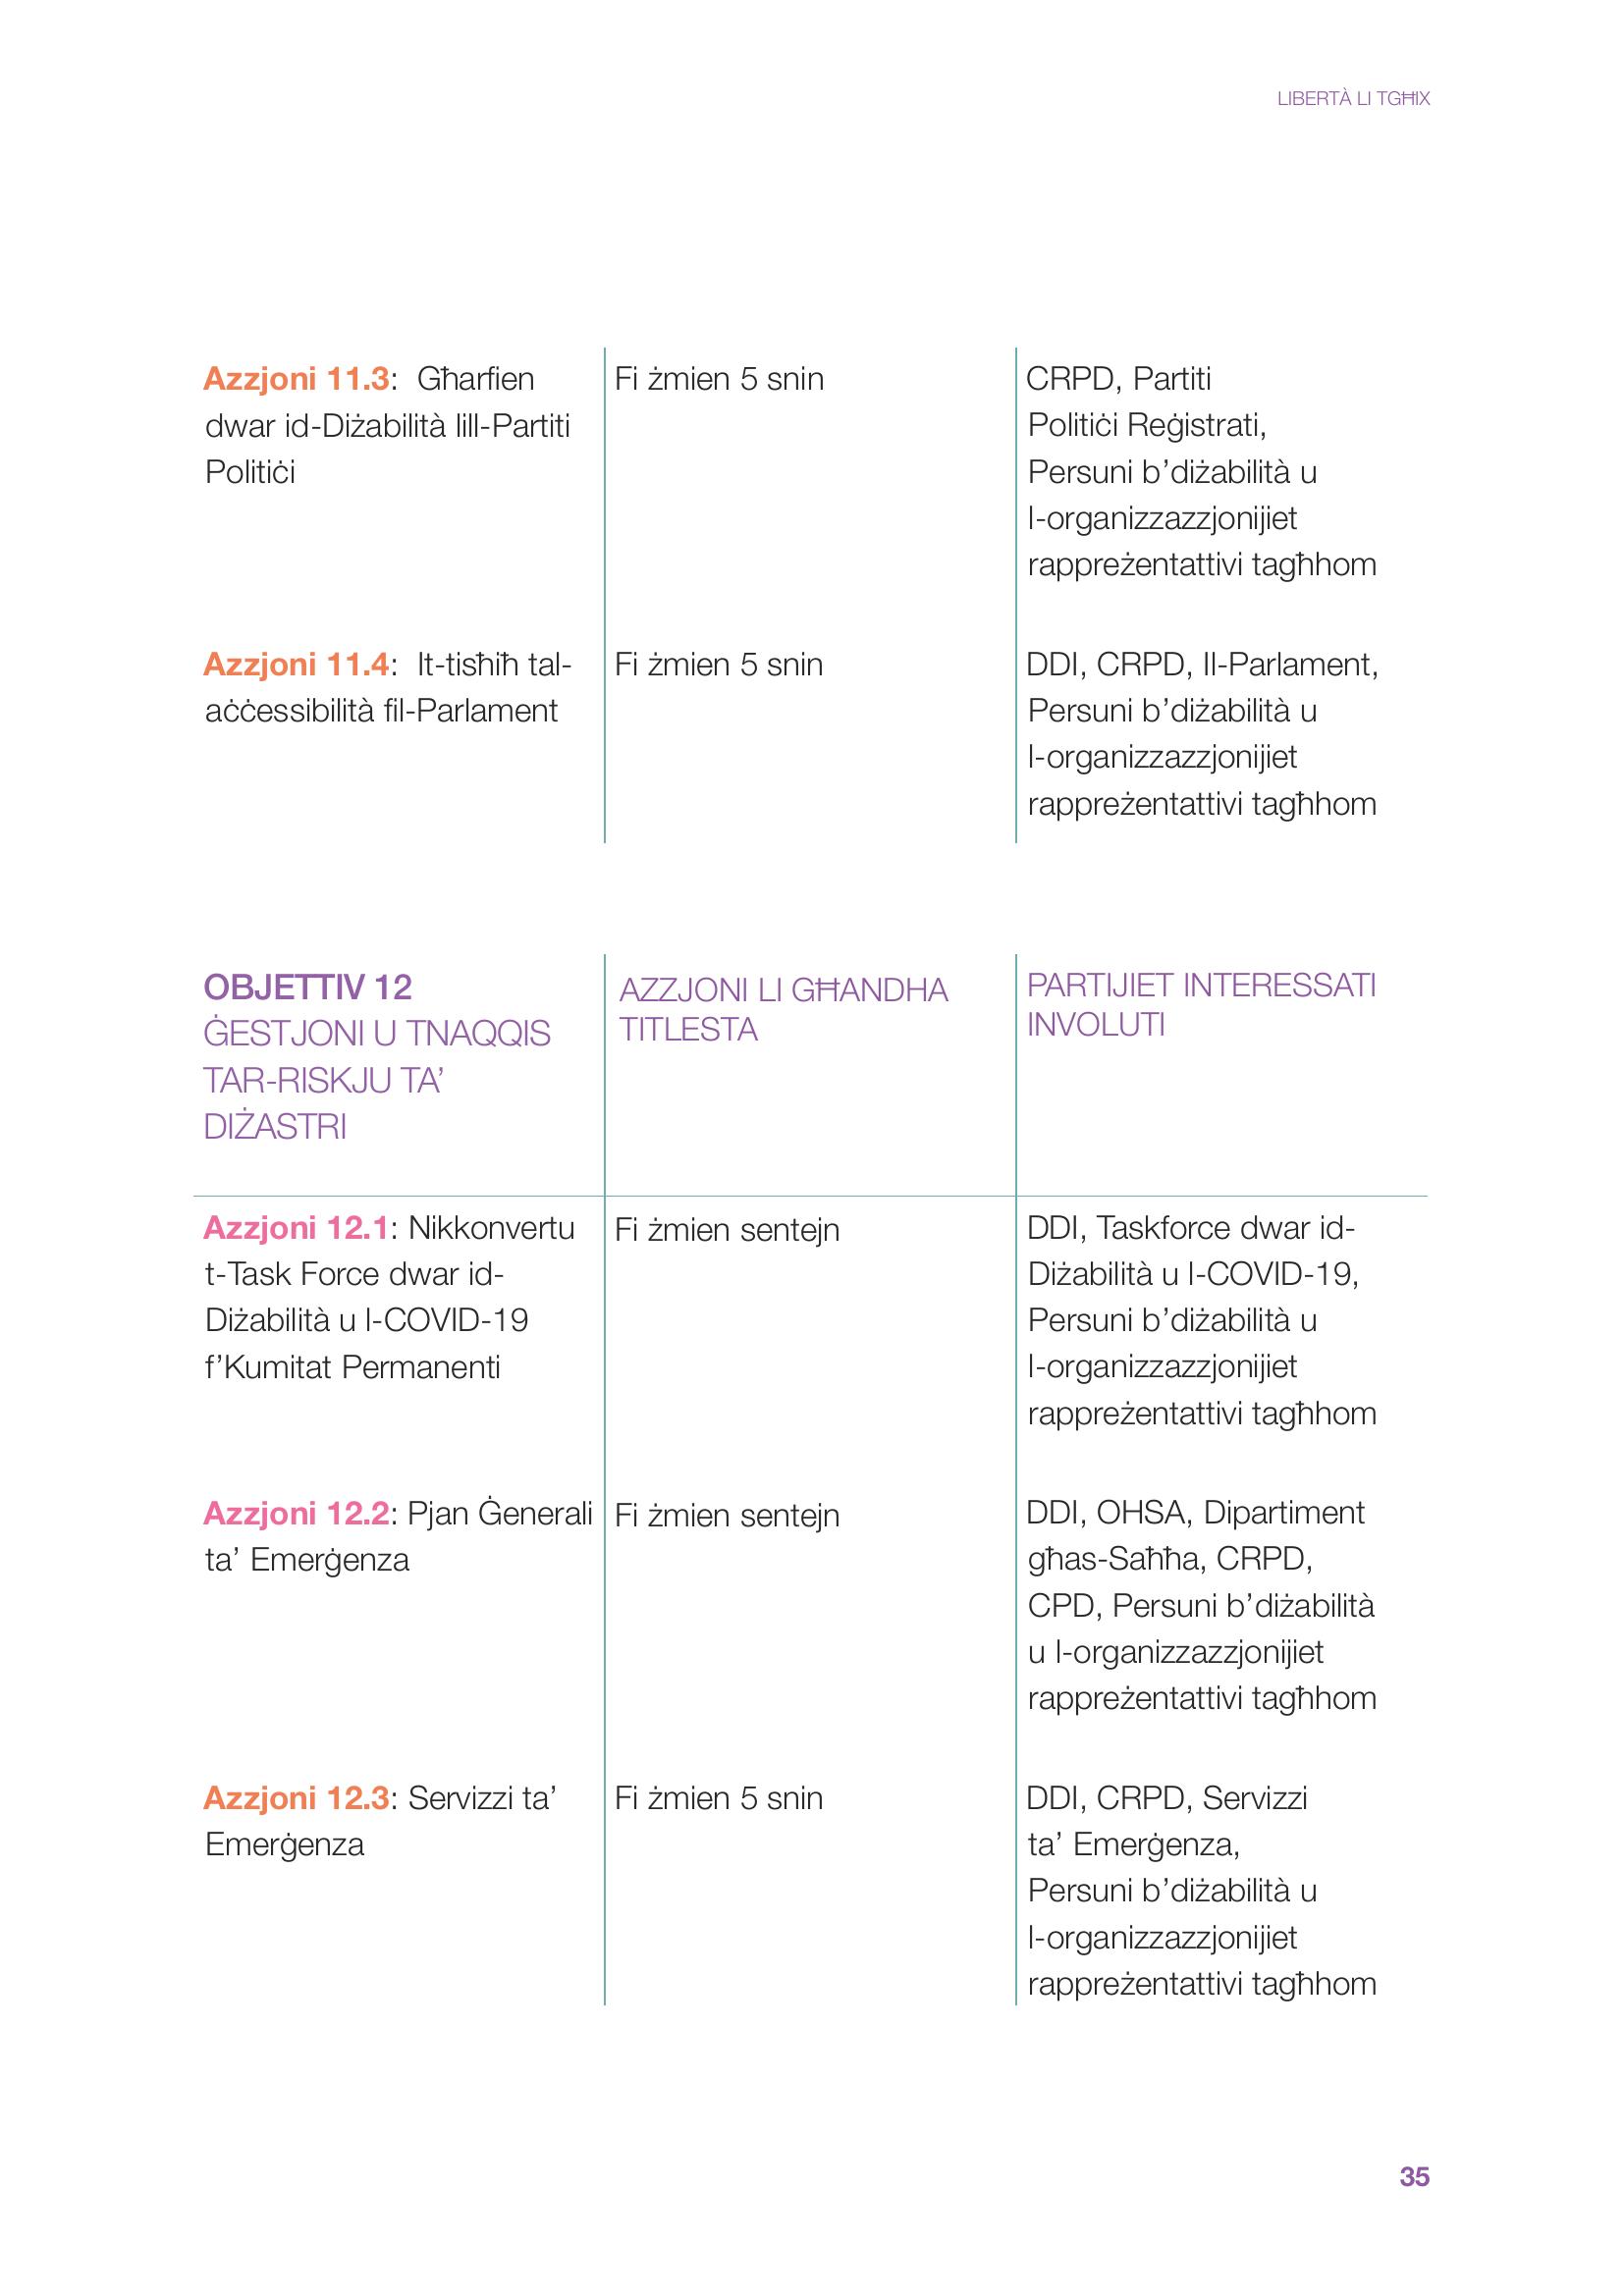 LIBERTÀ LI TGĦIX
Azzjoni 11.3:  Għarfien
dwar id-Diżabilità lill-Partiti
Politiċi
Fi żmien 5 snin
CRPD, Partiti
Politiċi Reġistrati,
Persuni b’diżabilità u
l-organizzazzjonijiet
rappreżentattivi tagħhom
Azzjoni 11.4:  It-tisħiħ tal-
aċċessibilità fil-Parlament
Fi żmien 5 snin
DDI, CRPD, Il-Parlament,
Persuni b’diżabilità u
l-organizzazzjonijiet
rappreżentattivi tagħhom
OBJETTIV 12
ĠESTJONI U TNAQQIS
TAR-RISKJU TA’
DIŻASTRI
AZZJONI LI GĦANDHA
TITLESTA
PARTIJIET INTERESSATI
INVOLUTI
Azzjoni 12.1: Nikkonvertu
t-Task Force dwar id-
Diżabilità u l-COVID-19
f’Kumitat Permanenti
Fi żmien sentejn
DDI, Taskforce dwar id-
Diżabilità u l-COVID-19,
Persuni b’diżabilità u
l-organizzazzjonijiet
rappreżentattivi tagħhom
Azzjoni 12.2: Pjan Ġenerali
ta’ Emerġenza
Fi żmien sentejn
DDI, OHSA, Dipartiment
għas-Saħħa, CRPD,
CPD, Persuni b’diżabilità
u l-organizzazzjonijiet
rappreżentattivi tagħhom
Azzjoni 12.3: Servizzi ta’
Emerġenza
Fi żmien 5 snin
DDI, CRPD, Servizzi
ta’ Emerġenza,
Persuni b’diżabilità u
l-organizzazzjonijiet
rappreżentattivi tagħhom
35